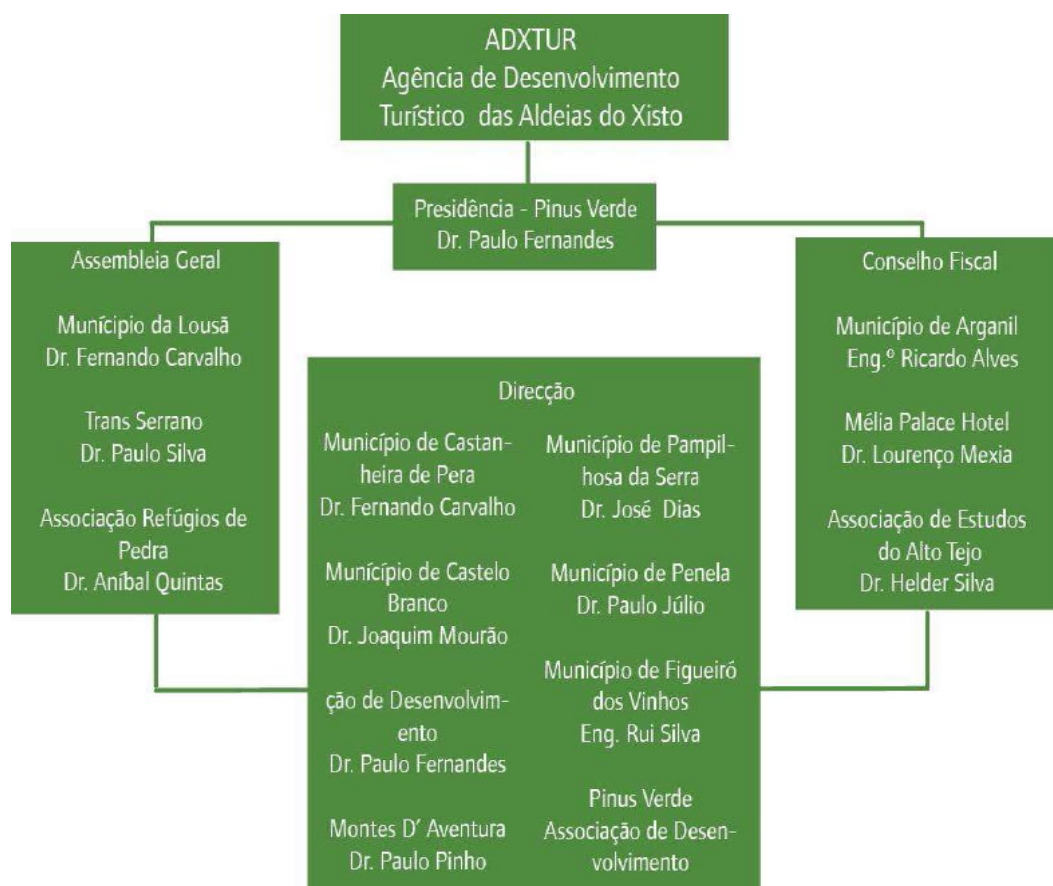 ADXTUR
Agência de Desenvolvimento
Turístico das Aldeias do Xisto
Presidência - Pinus Verde
Dr. Paulo Fernandes
Assembleia Geral
Munícipio da Lousã
Dr. Fernando Carvalho
Trans Serrano
Dr. Paulo Silva
Associação Refúgios de
Pedra
Dr. Aníbal Quintas
Direcção
Município de Castan-
heira de Pera
Dr. Fernando Carvalho
Munícípio de Castelo
Branco
Dr. Joaquim Mourão
ção de Desenvolvim-
ento
Dr. Paulo Fernandes
Montes D´ Aventura
Dr. Paulo Pinho
Município de Pampil-
hosa da Serra
Dr. José Dias
Município de Penela
Dr. Paulo Júlio
Município de Figueiró
dos Vinhos
Eng. Rui Silva
Pinus Verde
Associação de Desen-
volvimento
Conselho Fiscal
Município de Arganil
Eng.º Ricardo Alves
Mélia Palace Hotel
Dr. Lourenço Mexia
Associação de Estudos
do Alto Tejo
Dr. Helder Silva